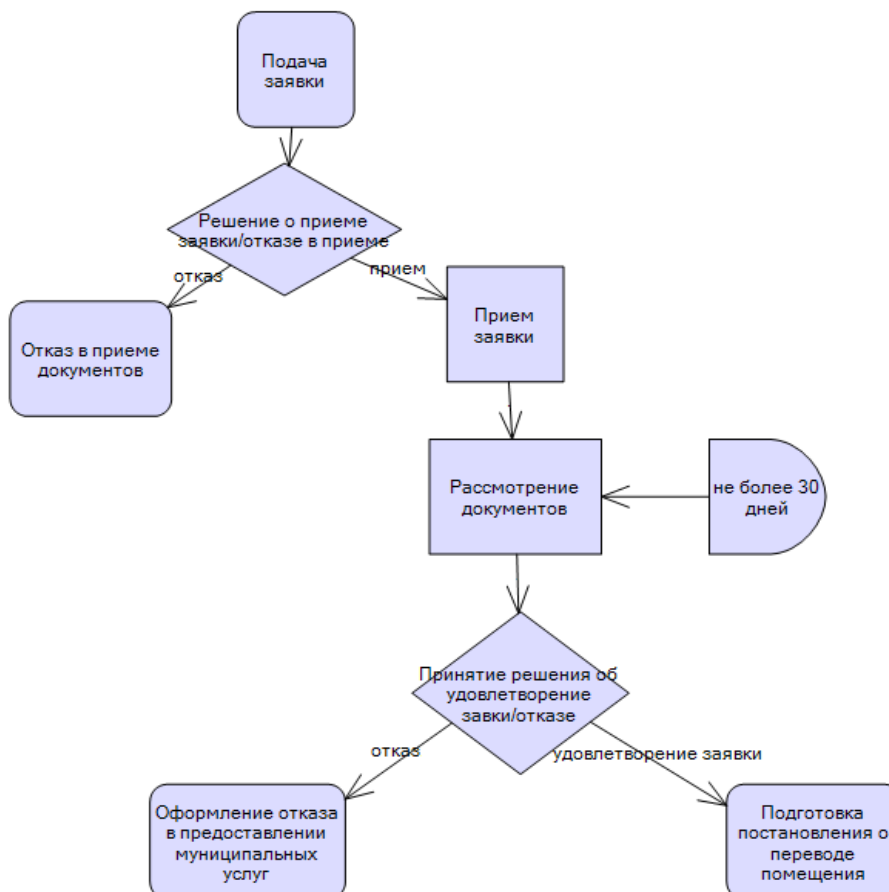 Подача
заявки
Решение о приеме
заявки/отказе в приеме
отказ
прием
Прием
заявки
Отказ в приеме
документов
Рассмотрение
документов
не более 30
дней
Принятие решения об
удовлетворение
завки/отказе
отказ
удовлетворение заявки
Оформление отказа
в предоставлении
муниципальных
услуг
Подготовка
постановления о
переводе
помещения